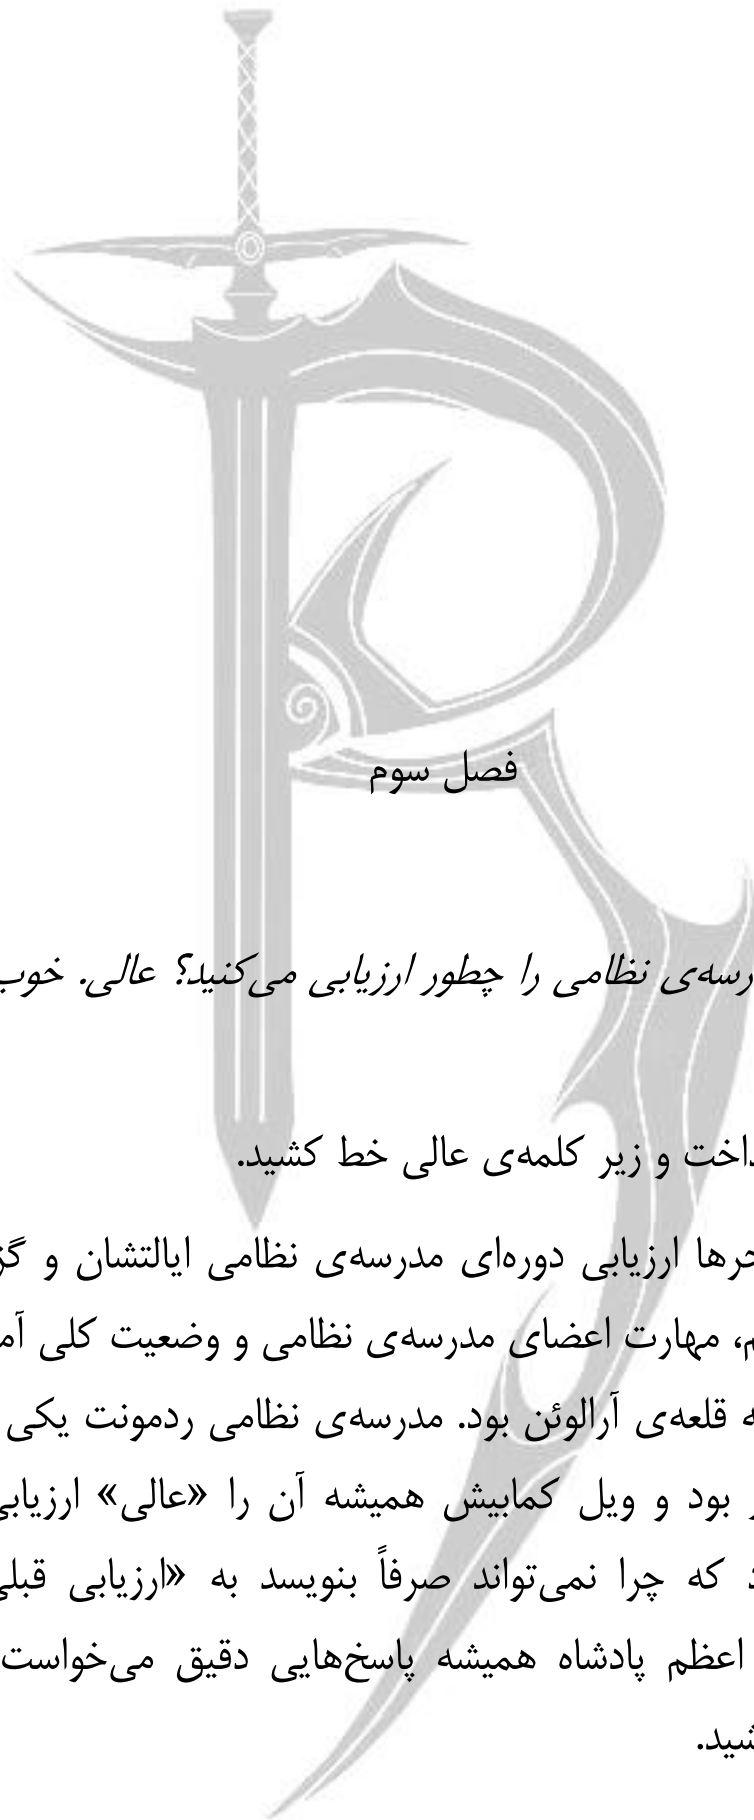 فصل سوم
رسه‌ی نظامی را چطور ارزیابی می‌کنید؟ عالی. خوب
داخت و زیر کلمه‌ی عالی خط کشید.
جرها ارزیابی دوره‌ای مدرسه‌ی نظامی ایالتشان و گز
م، مهارت اعضای مدرسه‌ی نظامی و وضعیت کلی آم
ه قلعه‌ی آرالوئن بود. مدرسه‌ی نظامی ردمونت یکی
ر بود و ویل کمابیش همیشه آن را «عالی» ارزیابی
د که چرا نمی‌تواند صرفاً بنویسد به «ارزیابی قبلی
اعظم پادشاه همیشه پاسخ‌هایی دقیق می‌خواست
شید.